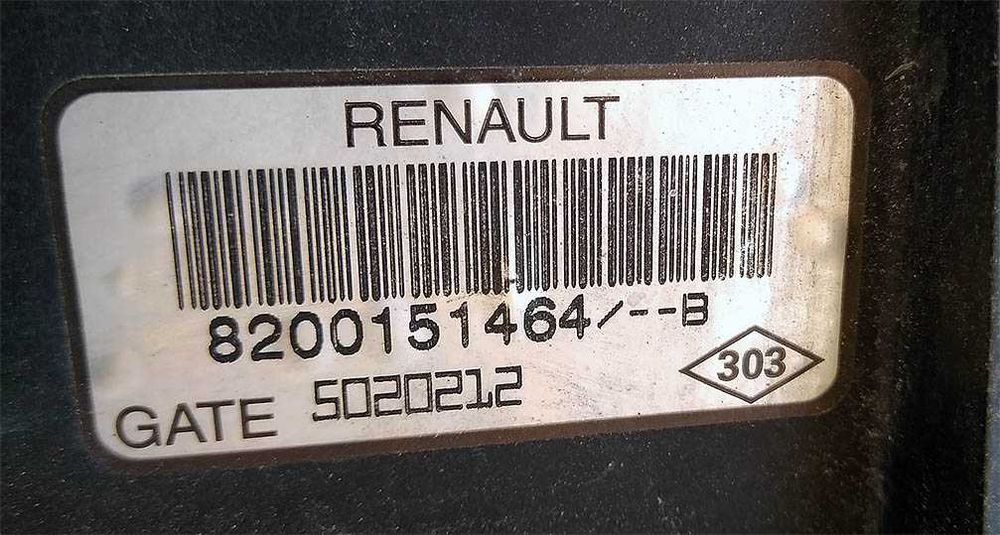 RENAULT
8200151464/--B
303
GATE 5020212